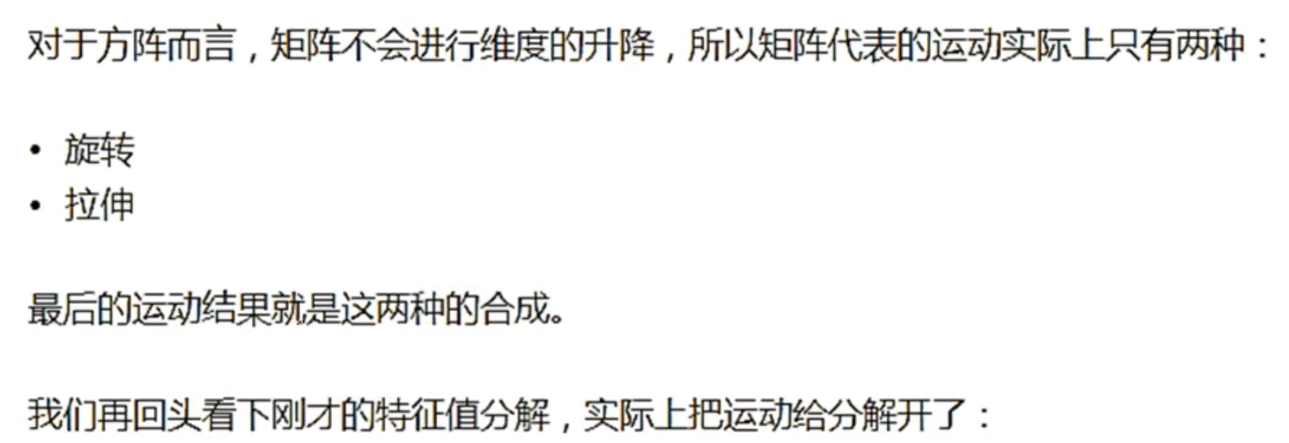 对于方阵而言，矩阵不会进行维度的升降，所以矩阵代表的运动实际上只有两种：
• 旋转
• 拉伸
最后的运动结果就是这两种的合成。
我们再回头看下刚才的特征值分解，实际上把运动给分解开了：